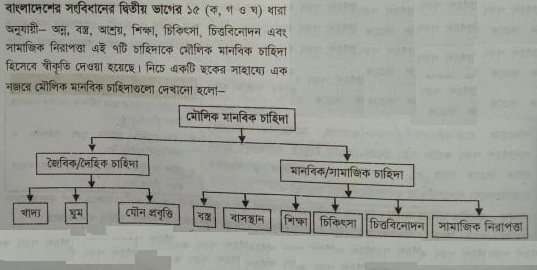 বাংলাদেশের সংবিধানের দ্বিতীয় ভাগের ১৫ (ক, গ ও ঘ) ধারা
অনুযায়ী– অন্ন, বস্ত্র, আশ্রয়, শিক্ষা, চিকিৎসা, চিত্তবিনোদন এবং
সামাজিক নিরাপত্তা এই ৭টি চাহিদাকে মৌলিক মানবিক চাহিদা
হিসেবে স্বীকৃতি দেওয়া হয়েছে। নিচে একটি ছকের সাহায্যে এক
নজরে মৌলিক মানবিক চাহিদাগুলো দেখানো হলো–
মৌলিক মানবিক চাহিদা
জৈবিক/দৈহিক চাহিদা
মানবিক/সামাজিক চাহিদা
খাদ্য ঘুম যৌন প্রবৃত্তি বস্ত্র বাসস্থান শিক্ষা চিকিৎসা চিত্তবিনোদন সামাজিক নিরাপত্তা